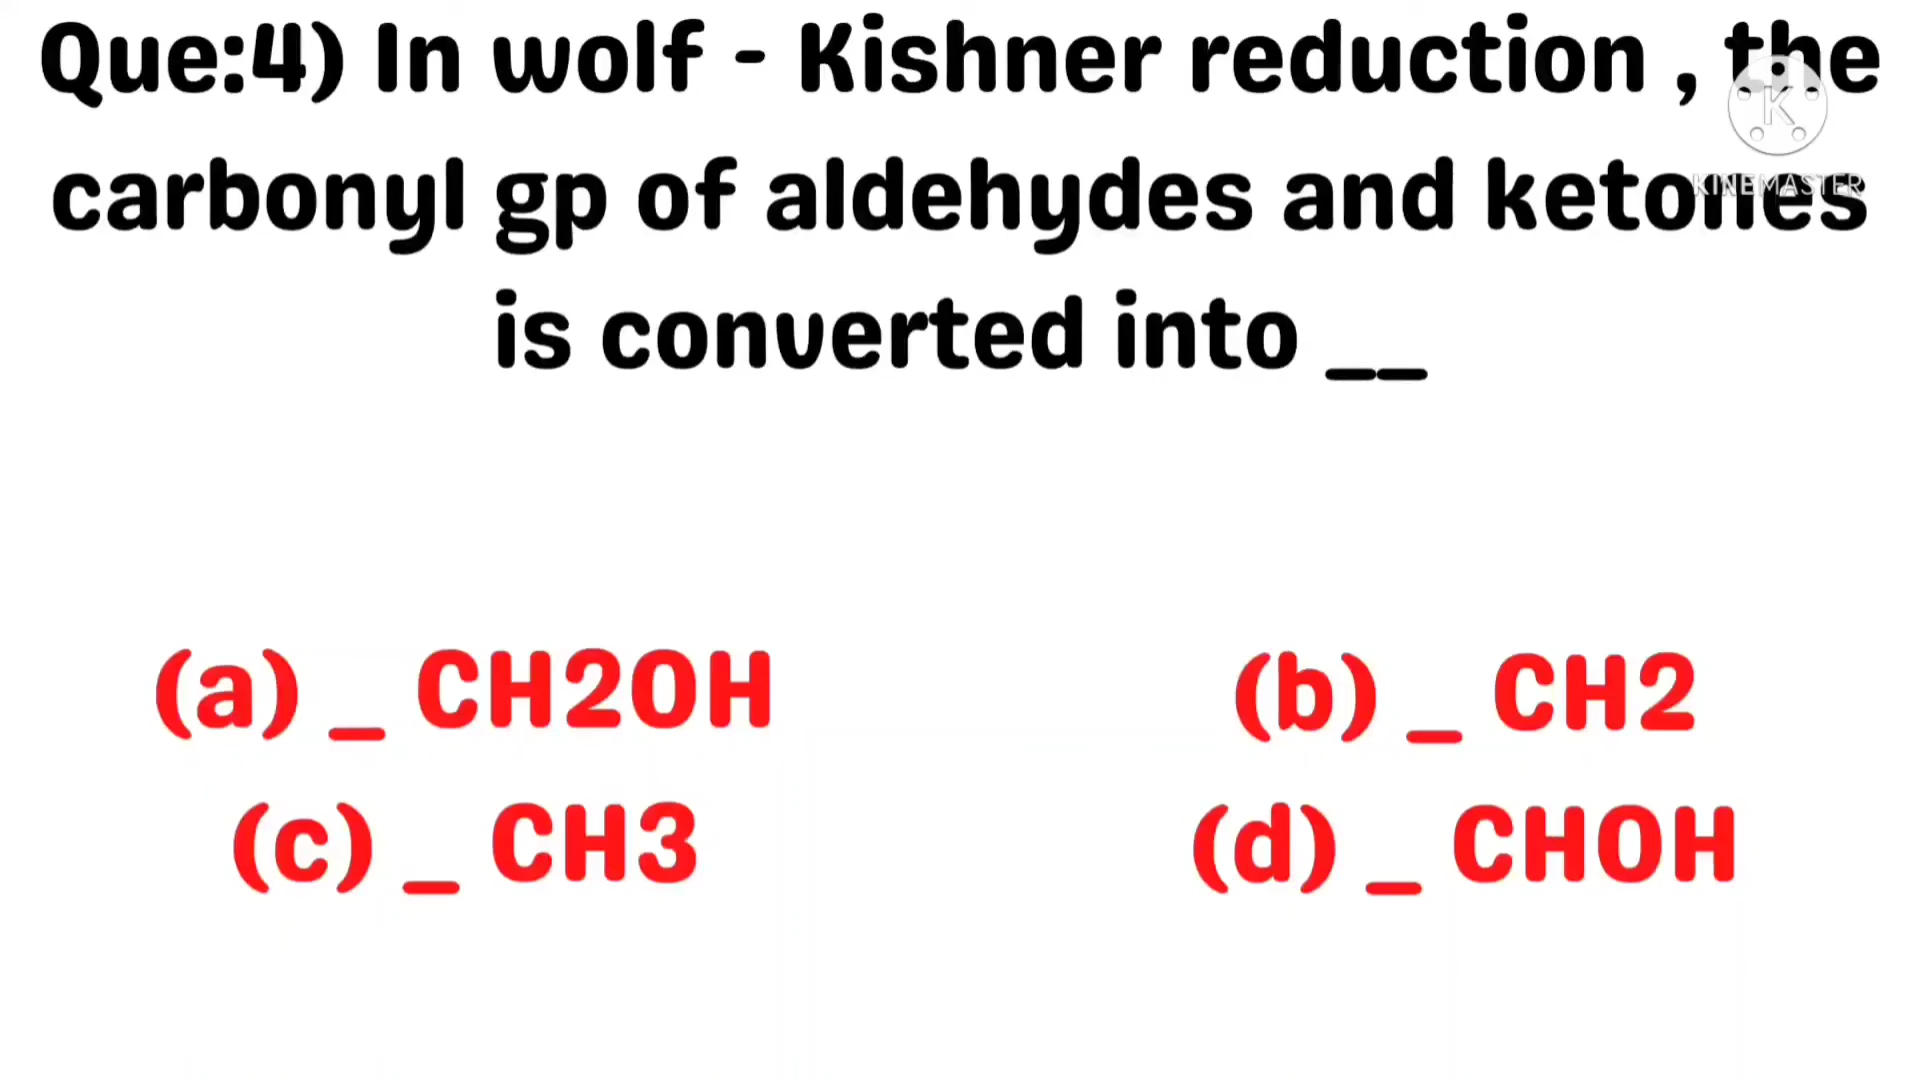 Que:4) In wolf - Kishner reduction , the
carbonyl gp of aldehydes and ketones
is converted into __
(a) _ CH2OH
(b) _ CH2
(c) _ CH3
(d) _ CHOH
K
KINEMASTER